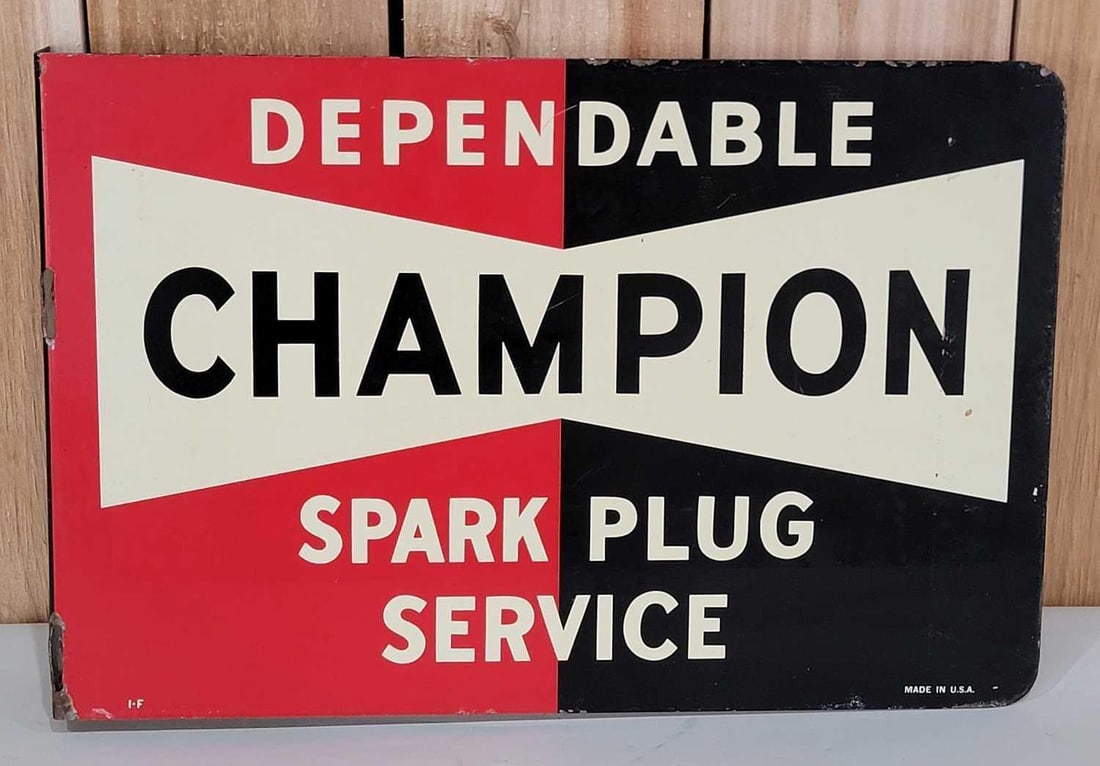 DEPENDABLE
CHAMPION
SPARK PLUG
SERVICE
I-F
MADE IN U.S.A.